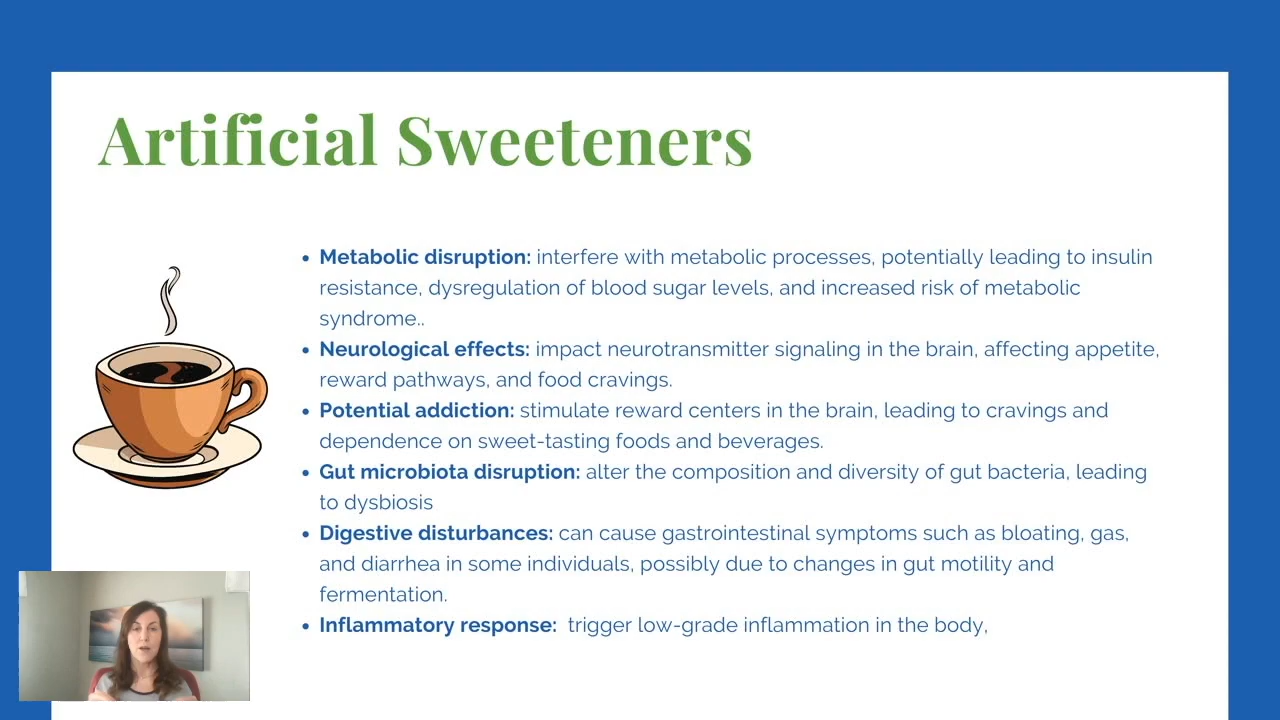 Artificial Sweeteners
• Metabolic disruption: interfere with metabolic processes, potentially leading to insulin
resistance, dysregulation of blood sugar levels, and increased risk of metabolic
syndrome..
• Neurological effects: impact neurotransmitter signaling in the brain, affecting appetite,
reward pathways, and food cravings.
• Potential addiction: stimulate reward centers in the brain, leading to cravings and
dependence on sweet-tasting foods and beverages.
• Gut microbiota disruption: alter the composition and diversity of gut bacteria, leading
to dysbiosis
• Digestive disturbances: can cause gastrointestinal symptoms such as bloating, gas,
and diarrhea in some individuals, possibly due to changes in gut motility and
fermentation.
• Inflammatory response:  trigger low-grade inflammation in the body,